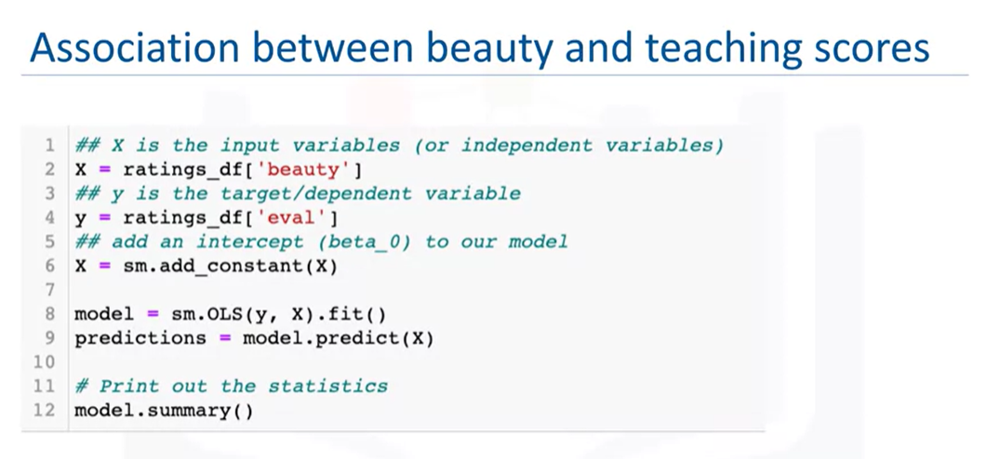 Association between beauty and teaching scores
1 ## X is the input variables (or independent variables)
2 X = ratings_df['beauty']
3 ## y is the target/dependent variable
4 y = ratings_df['eval']
5 ## add an intercept (beta_0) to our model
6 X = sm.add_constant(X)
7
8 model = sm.OLS(y, X).fit()
9 predictions = model.predict(X)
10
11 # Print out the statistics
12 model.summary()